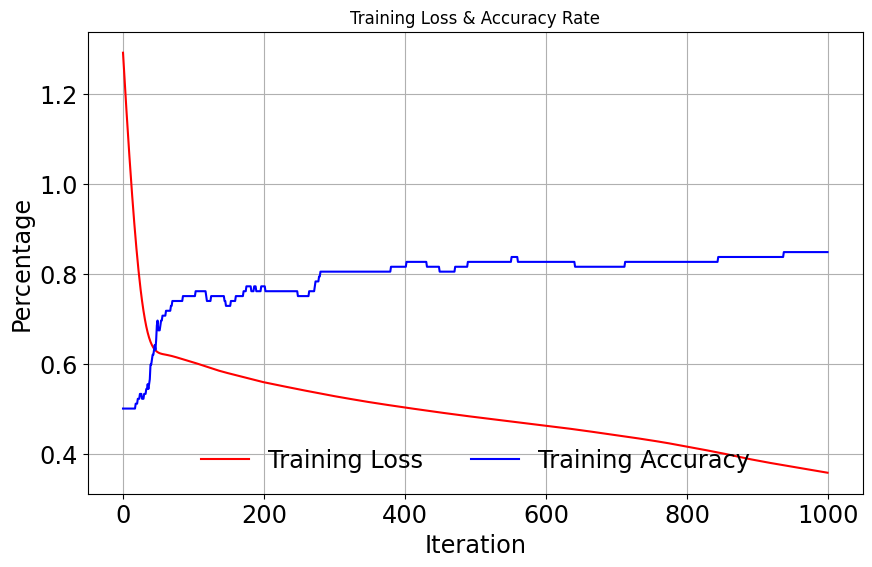 Training Loss & Accuracy Rate
Percentage
1.2
1.0
0.8
0.6
0.4
Training Loss
Training Accuracy
0 200 400 600 800 1000
Iteration